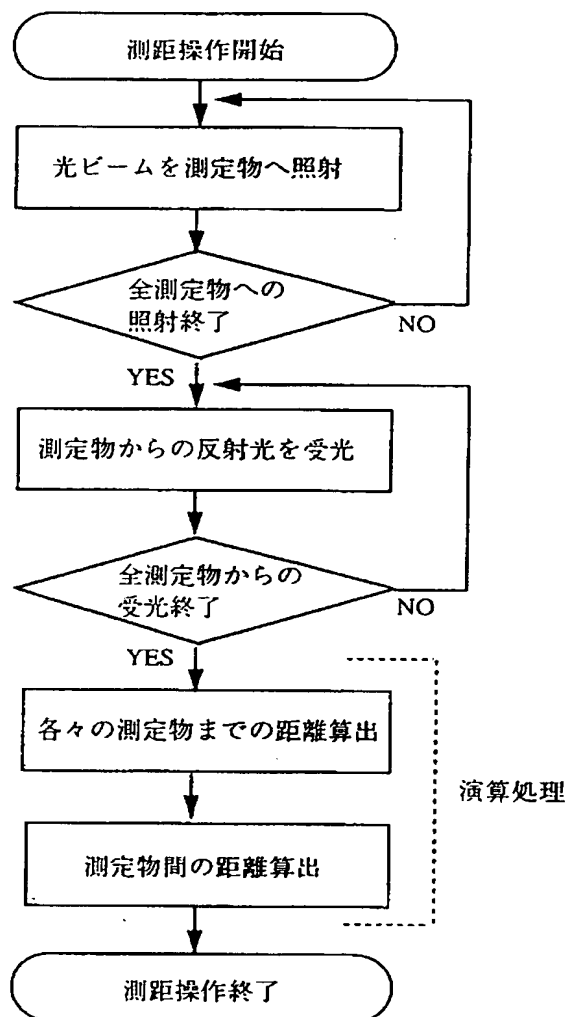 測距操作開始
光ビームを測定物へ照射
全測定物への
照射終了
NO
YES
測定物からの反射光を受光
全測定物からの
受光終了
NO
YES
各々の測定物までの距離算出
演算処理
測定物間の距離算出
測距操作終了